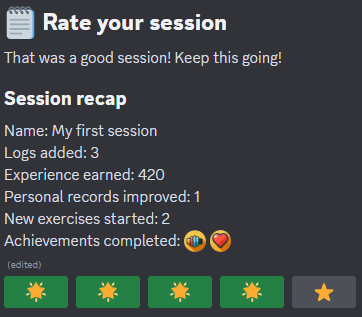 Rate your session
That was a good session! Keep this going!
Session recap
Name: My first session
Logs added: 3
Experience earned: 420
Personal records improved: 1
New exercises started: 2
Achievements completed:
(edited)